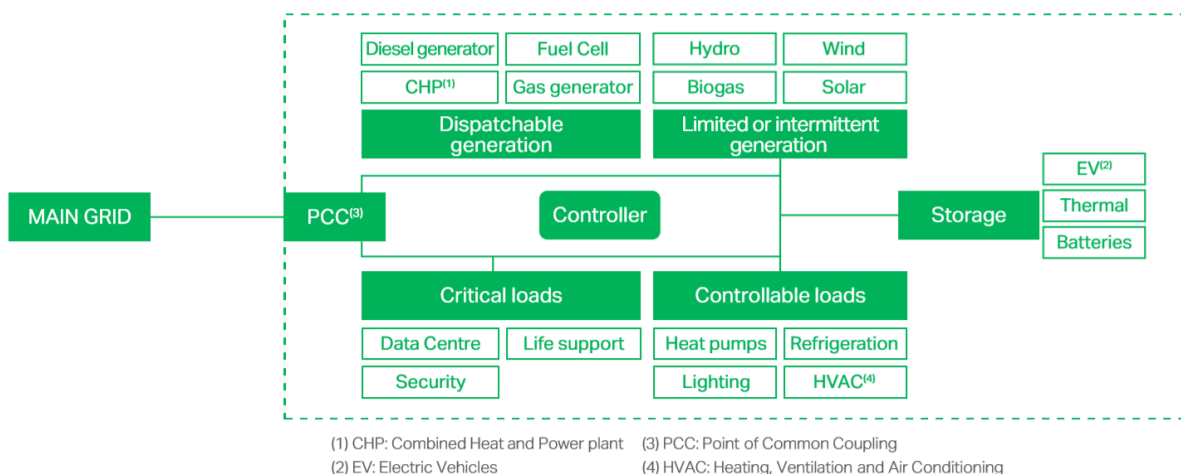 Diesel generator
Fuel Cell
Hydro
Wind
CHP(1)
Gas generator
Biogas
Solar
Dispatchable
generation
Limited or intermittent
generation
MAIN GRID
PCC(3)
Controller
Storage
EV(2)
Thermal
Batteries
Critical loads
Controllable loads
Data Centre
Life support
Heat pumps
Refrigeration
Security
Lighting
HVAC(4)
(1) CHP: Combined Heat and Power plant
(3) PCC: Point of Common Coupling
(2) EV: Electric Vehicles
(4) HVAC: Heating, Ventilation and Air Conditioning